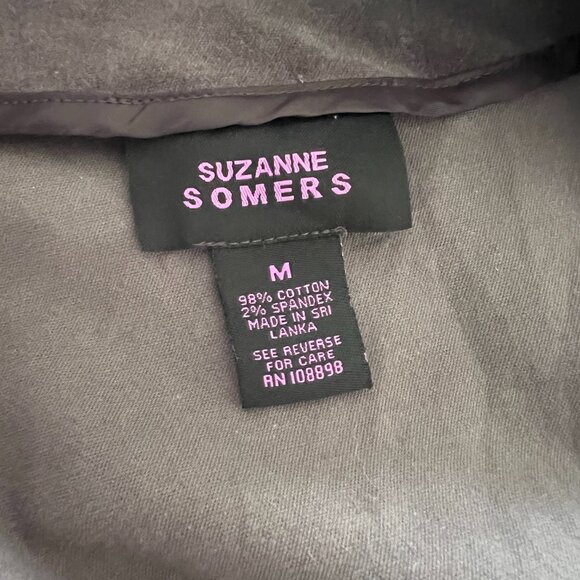 SUZANNE
SOMERS
M
98% COTTON
2% SPANDEX
MADE IN SRI
LANKA
SEE REVERSE
FOR CARE
RN 108898